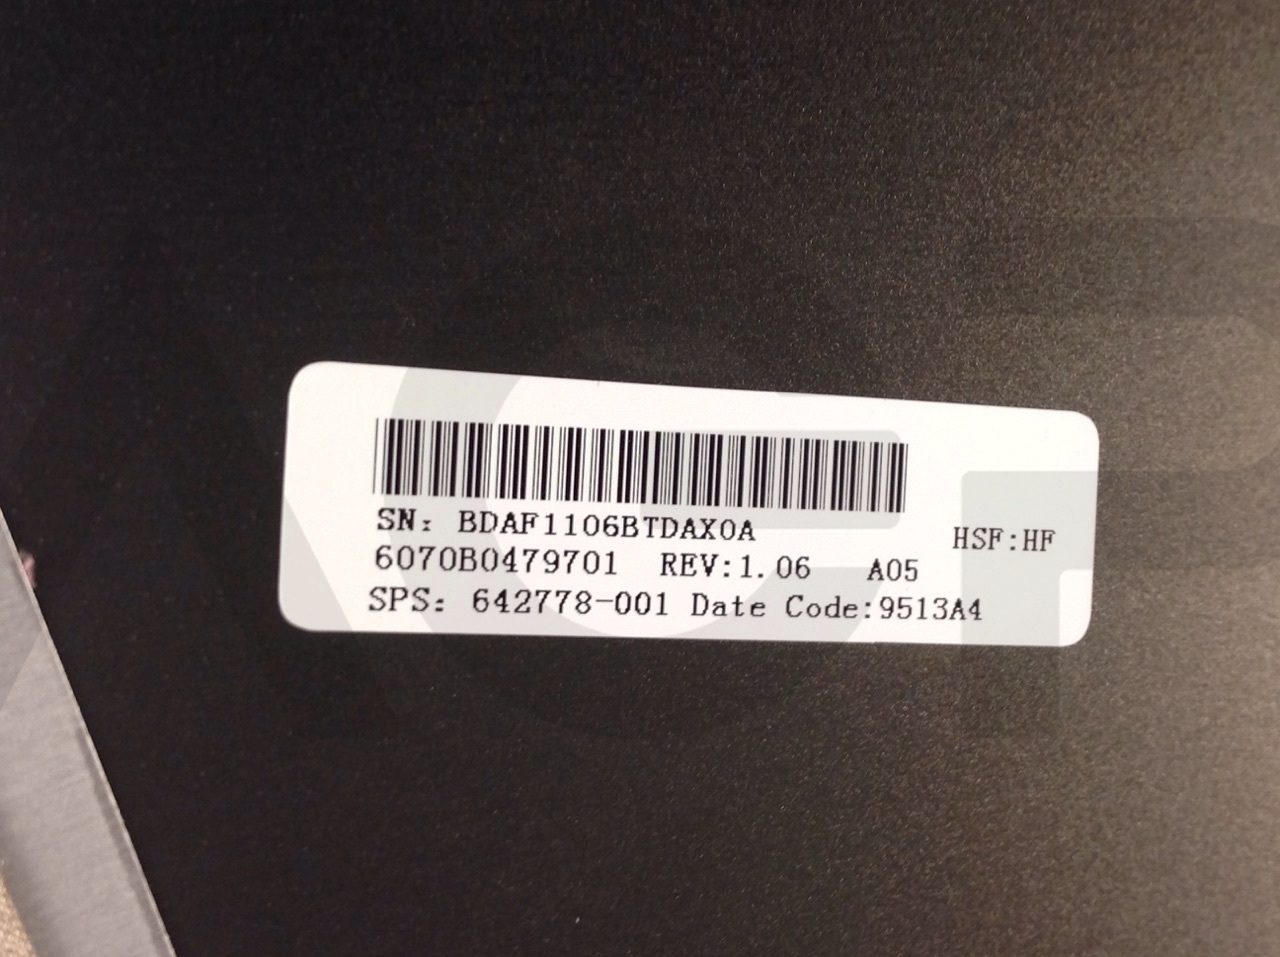 SN: BDAF1106BTDAX0A
HSF:HF
6070B0479701 REV:1.06 A05
SPS: 642778-001 Date Code:9513A4